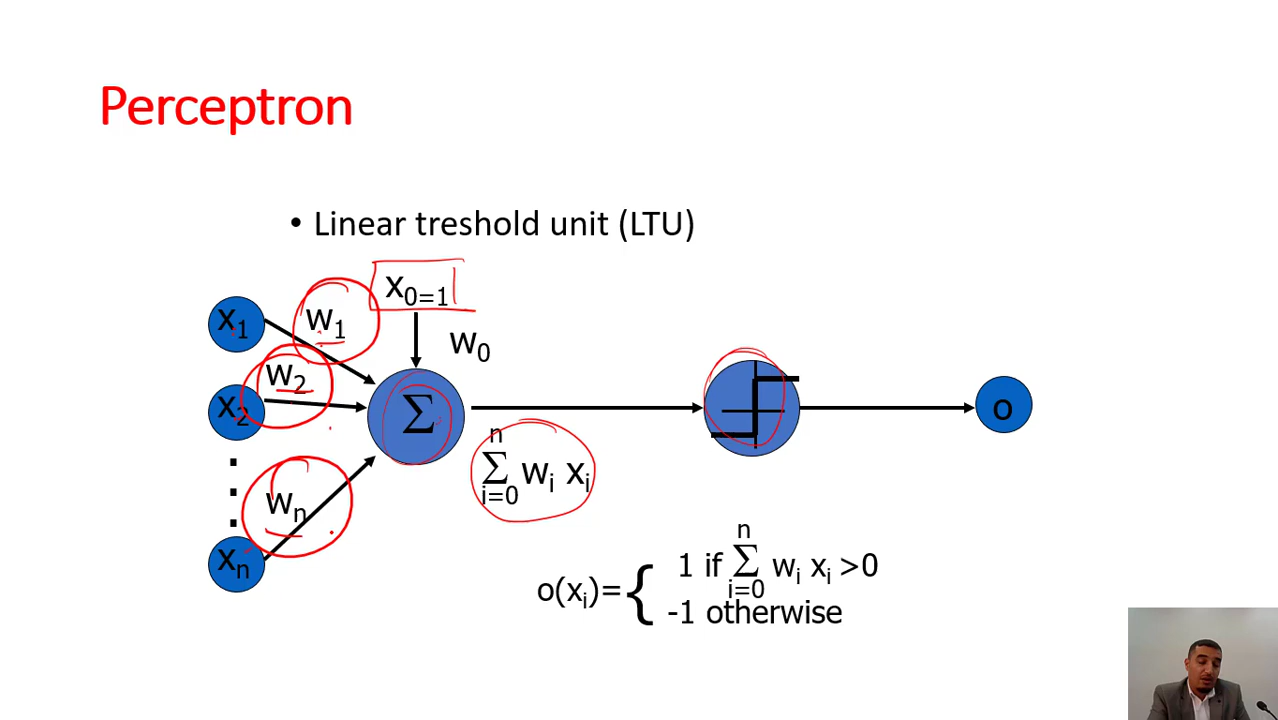 Perceptron
• Linear treshold unit (LTU)
x₀₌₁
x₁
w₁
w₀
w₂
x₂
Σ
o
n
Σ wᵢ xᵢ
i=0
wₙ
xₙ
n
1 if Σ wᵢ xᵢ >0
i=0
o(xᵢ)={
-1 otherwise